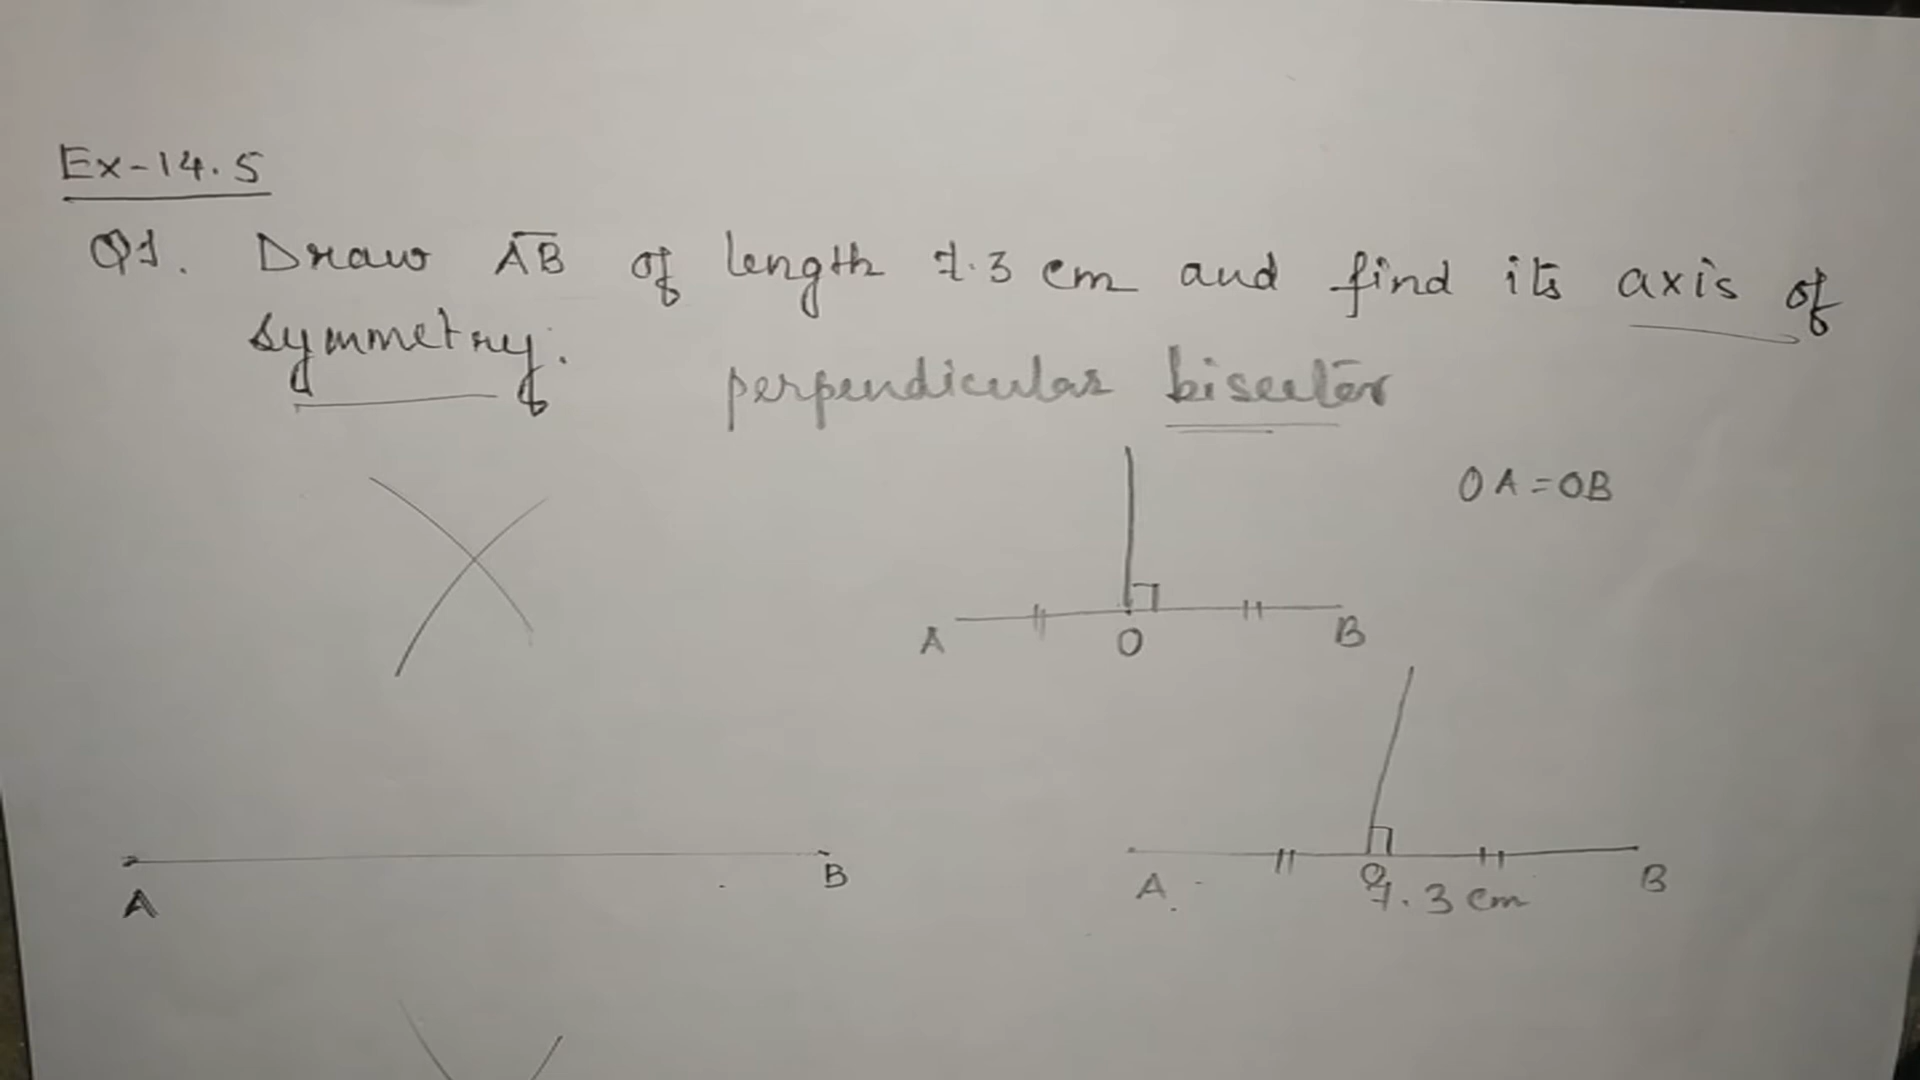 Ex-14.5
Q1. Draw A̅B̅ of length 7.3 cm and find its axis of
symmetry.
perpendicular bisector
OA=OB
A O B
A B
A O B
7.3 cm